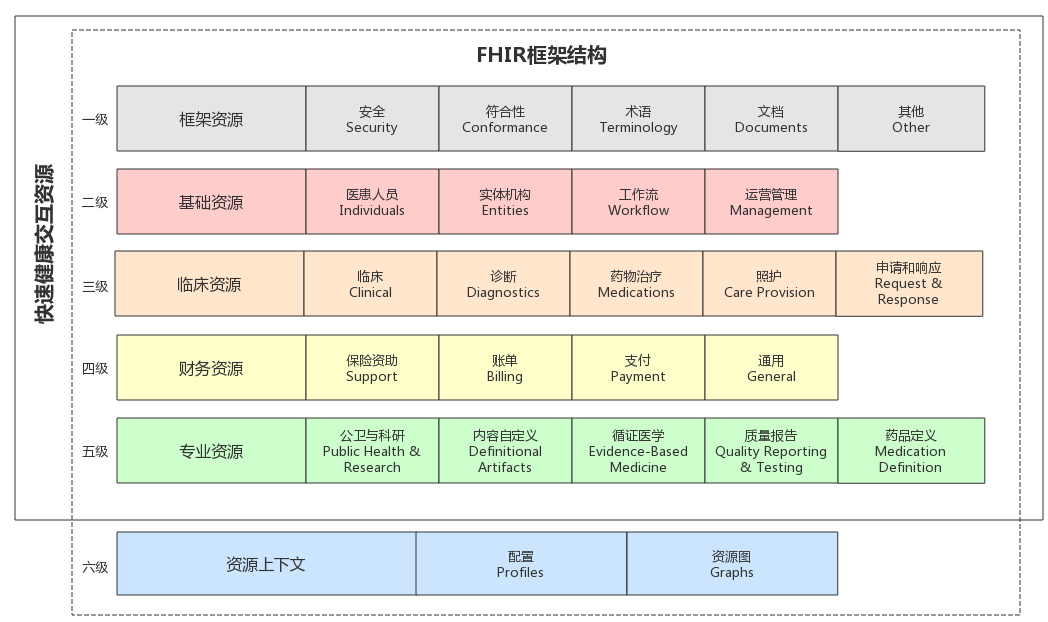 FHIR框架结构
快速健康交互资源
一级
框架资源
安全
Security
符合性
Conformance
术语
Terminology
文档
Documents
其他
Other
二级
基础资源
医患人员
Individuals
实体机构
Entities
工作流
Workflow
运营管理
Management
三级
临床资源
临床
Clinical
诊断
Diagnostics
药物治疗
Medications
照护
Care Provision
申请和响应
Request &
Response
四级
财务资源
保险资助
Support
账单
Billing
支付
Payment
通用
General
五级
专业资源
公卫与科研
Public Health &
Research
内容自定义
Definitional
Artifacts
循证医学
Evidence-Based
Medicine
质量报告
Quality Reporting
& Testing
药品定义
Medication
Definition
六级
资源上下文
配置
Profiles
资源图
Graphs